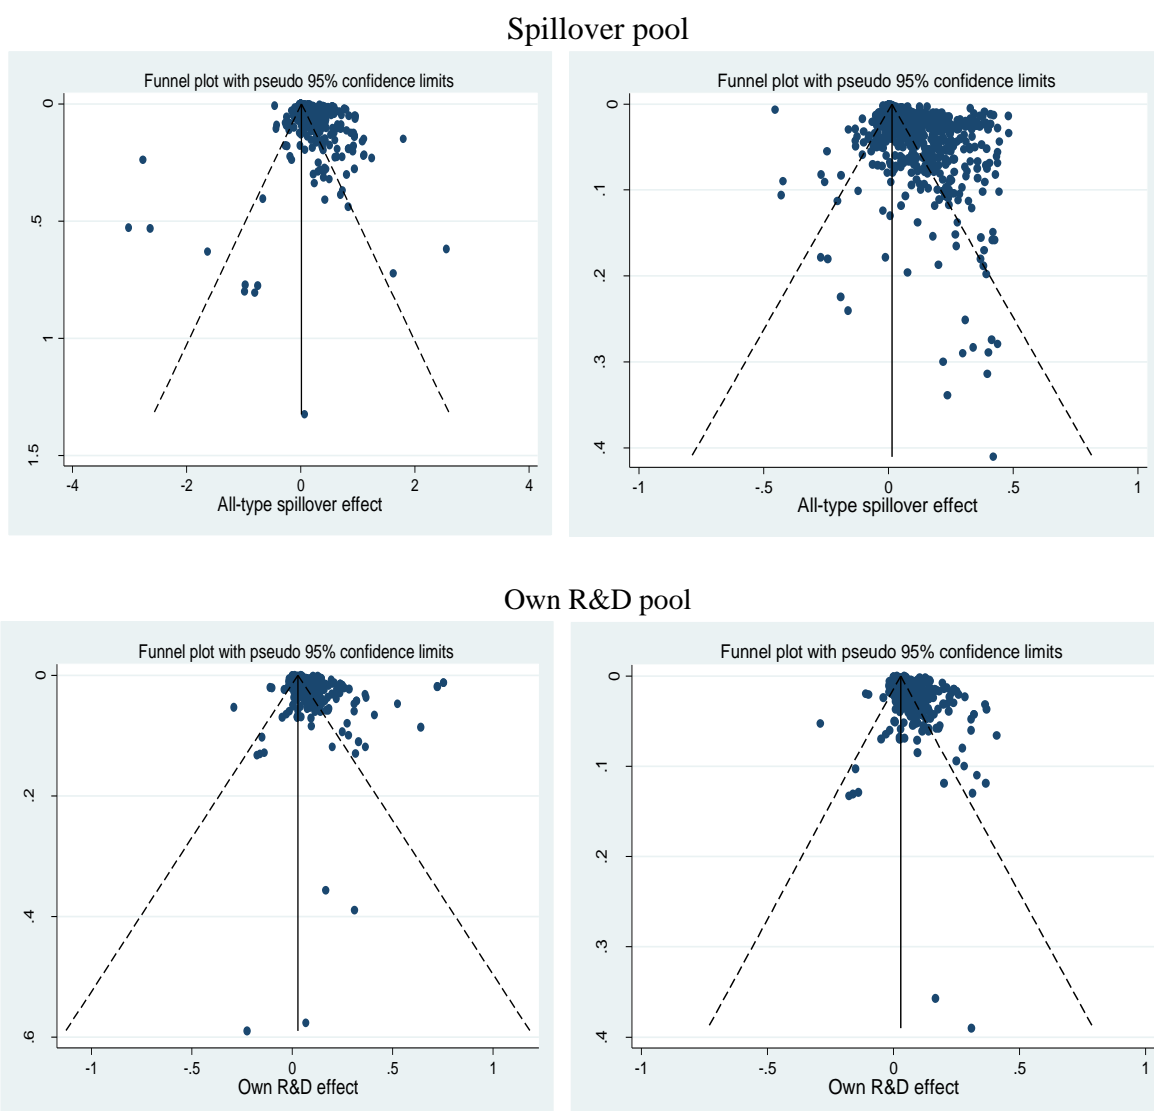 Spillover pool
Funnel plot with pseudo 95% confidence limits
0
.5
1
1.5
-4 -2 0 2 4
All-type spillover effect
Funnel plot with pseudo 95% confidence limits
0
.1
.2
.3
.4
-1 -.5 0 .5 1
All-type spillover effect
Own R&D pool
Funnel plot with pseudo 95% confidence limits
0
.2
.4
.6
-1 -.5 0 .5 1
Own R&D effect
Funnel plot with pseudo 95% confidence limits
0
.1
.2
.3
.4
-1 -.5 0 .5 1
Own R&D effect